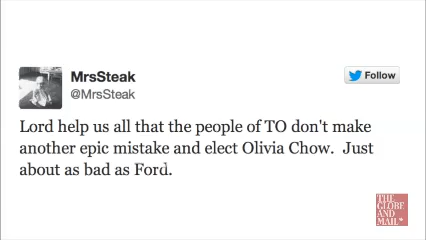 MrsSteak
@MrsSteak
Follow
Lord help us all that the people of TO don't make
another epic mistake and elect Olivia Chow.  Just
about as bad as Ford.
THE
GLOBE
AND
MAIL*